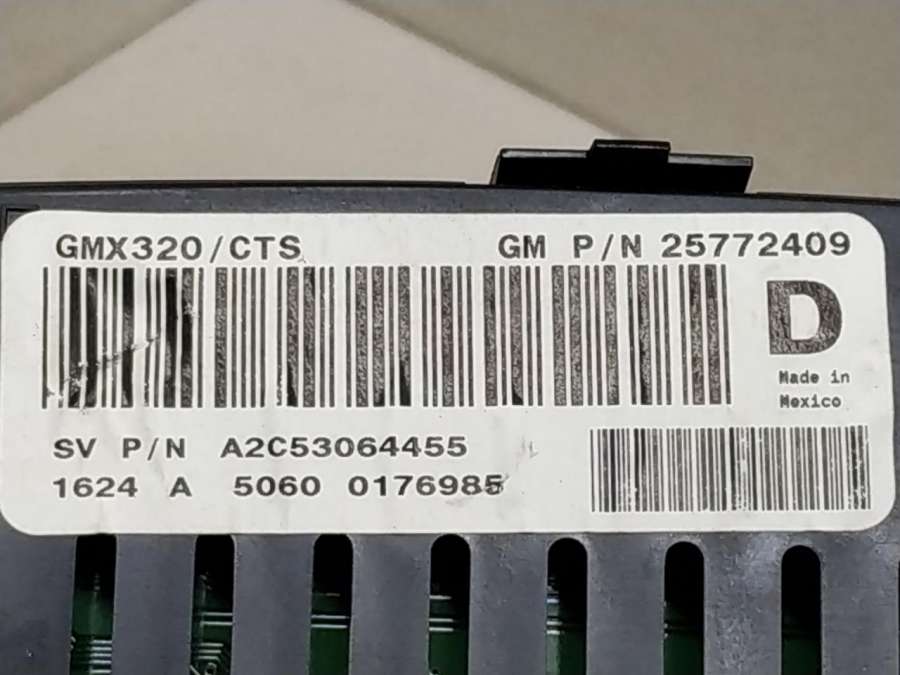 GMX320/CTS GM P/N 25772409
D
Made in
Mexico
SV P/N A2C53064455
1624 A 5060 0176985